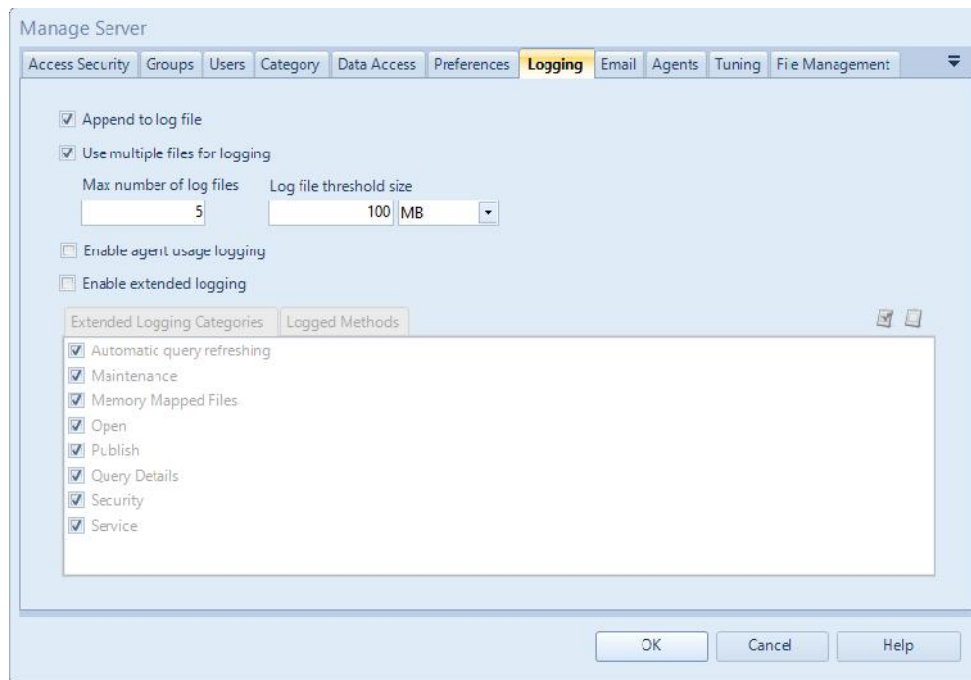 Manage Server
Access Security Groups Users Category Data Access Preferences Logging Email Agents Tuning File Management
Append to log file
Use multiple files for logging
Max number of log files Log file threshold size
5 100 MB
Enable agent usage logging
Enable extended logging
Extended Logging Categories Logged Methods
Automatic query refreshing
Maintenance
Memory Mapped Files
Open
Publish
Query Details
Security
Service
OK Cancel Help